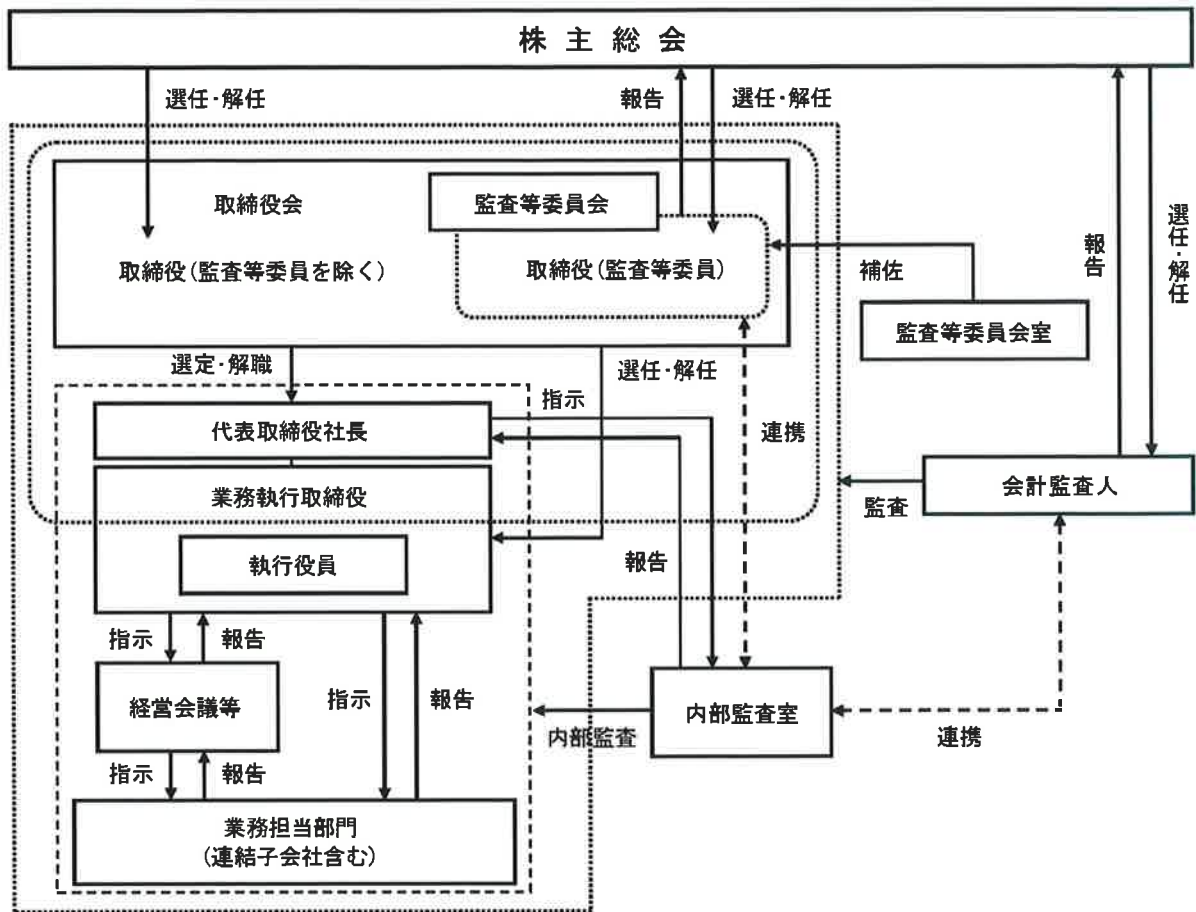 株主総会
選任・解任
報告
選任・解任
取締役会
監査等委員会
取締役(監査等委員を除く)
取締役(監査等委員)
補佐
監査等委員会室
報告
選任・解任
選定・解職
選任・解任
指示
連携
代表取締役社長
業務執行取締役
執行役員
監査
会計監査人
報告
指示
報告
経営会議等
指示
報告
内部監査室
内部監査
連携
指示
報告
業務担当部門
(連結子会社含む)